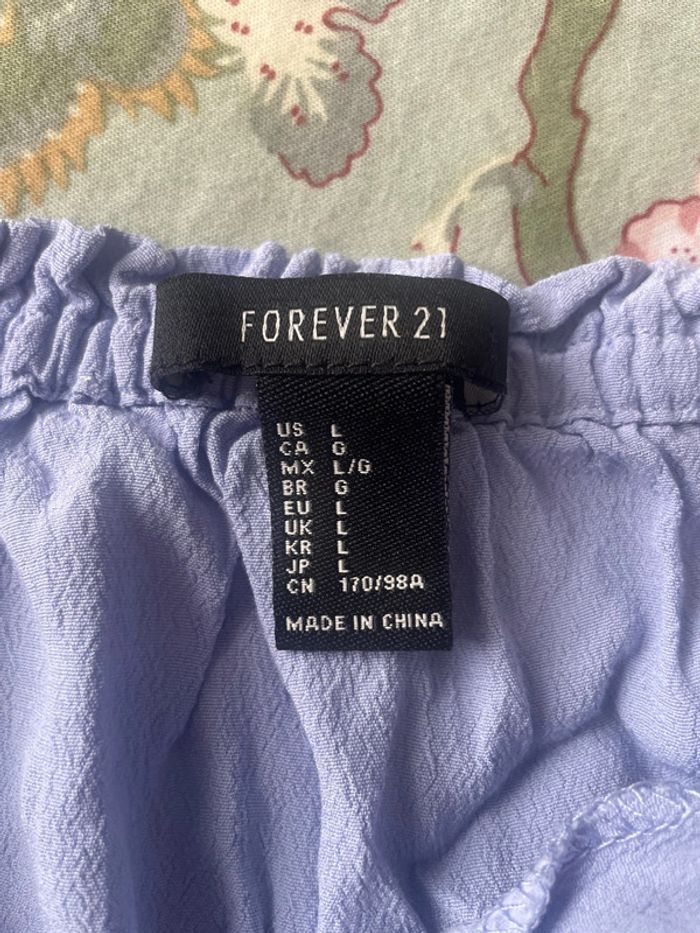 FOREVER 21
US L
CA G
MX L/G
BR G
EU L
UK L
KR L
JP L
CN 170/98A
MADE IN CHINA